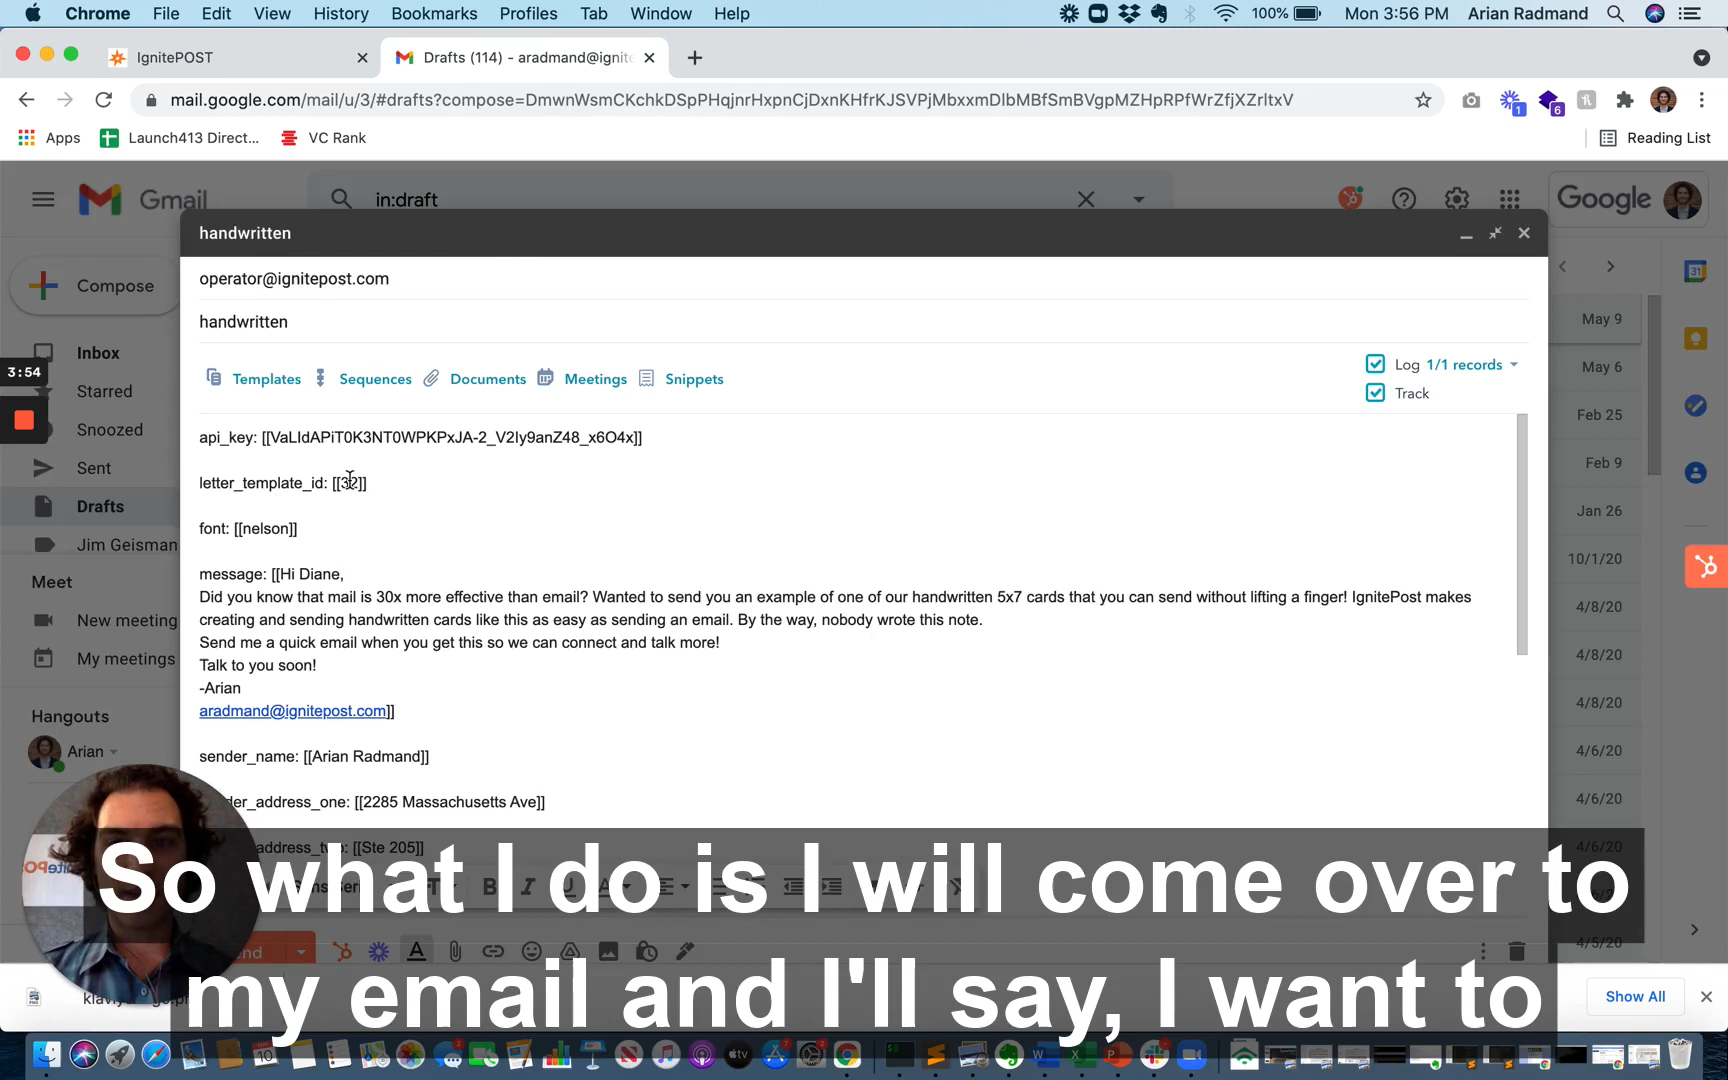 Chrome File Edit View History Bookmarks Profiles Tab Window Help 100% Mon 3:56 PM Arian Radmand
IgnitePOST Drafts (114) - aradmand@ignite
mail.google.com/mail/u/3/#drafts?compose=DmwnWsmCKchkDSpPHqjnrHxpnCjDxnKHfrKJSVPjMbxxmDlbMBfSmBVgpMZHpRPfWrZfjXZrltxV
Apps Launch413 Direct... VC Rank Reading List
Gmail in:draft Google
handwritten
Compose
operator@ignitepost.com
handwritten
May 9
Inbox
3:54
Templates Sequences Documents Meetings Snippets
Log 1/1 records
Track
May 6
Starred
Feb 25
Snoozed
api_key: [[VaLIdAPiT0K3NT0WPKPxJA-2_V2Iy9anZ48_x6O4x]]
Sent
Feb 9
letter_template_id: [[32]]
Drafts
Jan 26
font: [[nelson]]
Jim Geisman
10/1/20
Meet
message: [[Hi Diane,
Did you know that mail is 30x more effective than email? Wanted to send you an example of one of our handwritten 5x7 cards that you can send without lifting a finger! IgnitePost makes
4/8/20
New meeting
creating and sending handwritten cards like this as easy as sending an email. By the way, nobody wrote this note.
Send me a quick email when you get this so we can connect and talk more!
My meetings
4/8/20
Talk to you soon!
-Arian
4/8/20
Hangouts
aradmand@ignitepost.com]]
Arian
4/6/20
sender_name: [[Arian Radmand]]
4/6/20
der_address_one: [[2285 Massachusetts Ave]]
4/6/20
address_two: [[Ste 205]]
So what I do is I will come over to
my email and I'll say, I want to
4/5/20
Show All